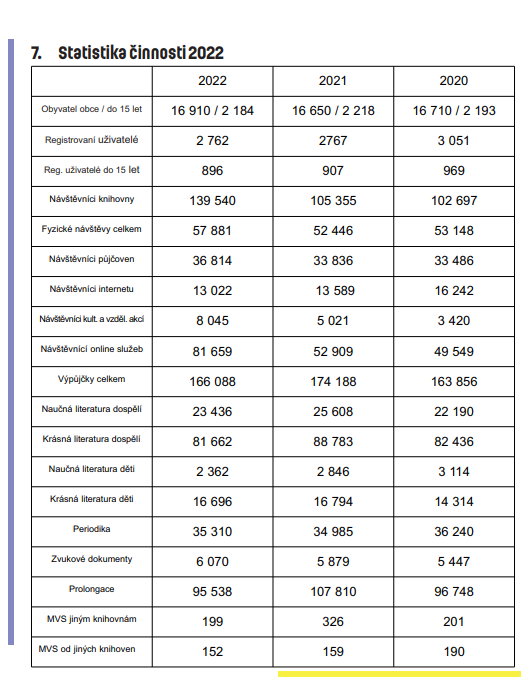 7. Statistika činnosti 2022
2022 2021 2020
Obyvatel obce / do 15 let 16 910 / 2 184 16 650 / 2 218 16 710 / 2 193
Registrovaní uživatelé 2 762 2767 3 051
Reg. uživatelé do 15 let 896 907 969
Návštěvníci knihovny 139 540 105 355 102 697
Fyzické návštěvy celkem 57 881 52 446 53 148
Návštěvníci půjčoven 36 814 33 836 33 486
Návštěvníci internetu 13 022 13 589 16 242
Návštěvníci kult. a vzděl. akcí 8 045 5 021 3 420
Návštěvníci online služeb 81 659 52 909 49 549
Výpůjčky celkem 166 088 174 188 163 856
Naučná literatura dospělí 23 436 25 608 22 190
Krásná literatura dospělí 81 662 88 783 82 436
Naučná literatura děti 2 362 2 846 3 114
Krásná literatura děti 16 696 16 794 14 314
Periodika 35 310 34 985 36 240
Zvukové dokumenty 6 070 5 879 5 447
Prolongace 95 538 107 810 96 748
MVS jiným knihovnám 199 326 201
MVS od jiných knihoven 152 159 190